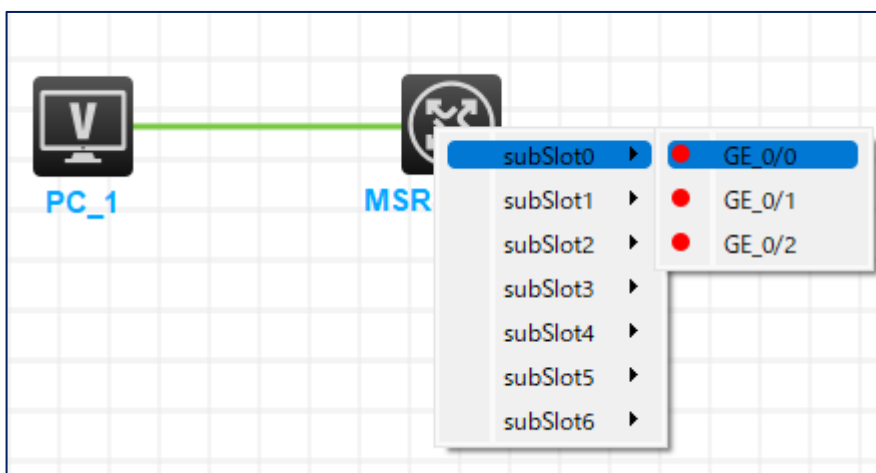 V
PC_1
MSR
subSlot0 GE_0/0
subSlot1 GE_0/1
subSlot2 GE_0/2
subSlot3
subSlot4
subSlot5
subSlot6